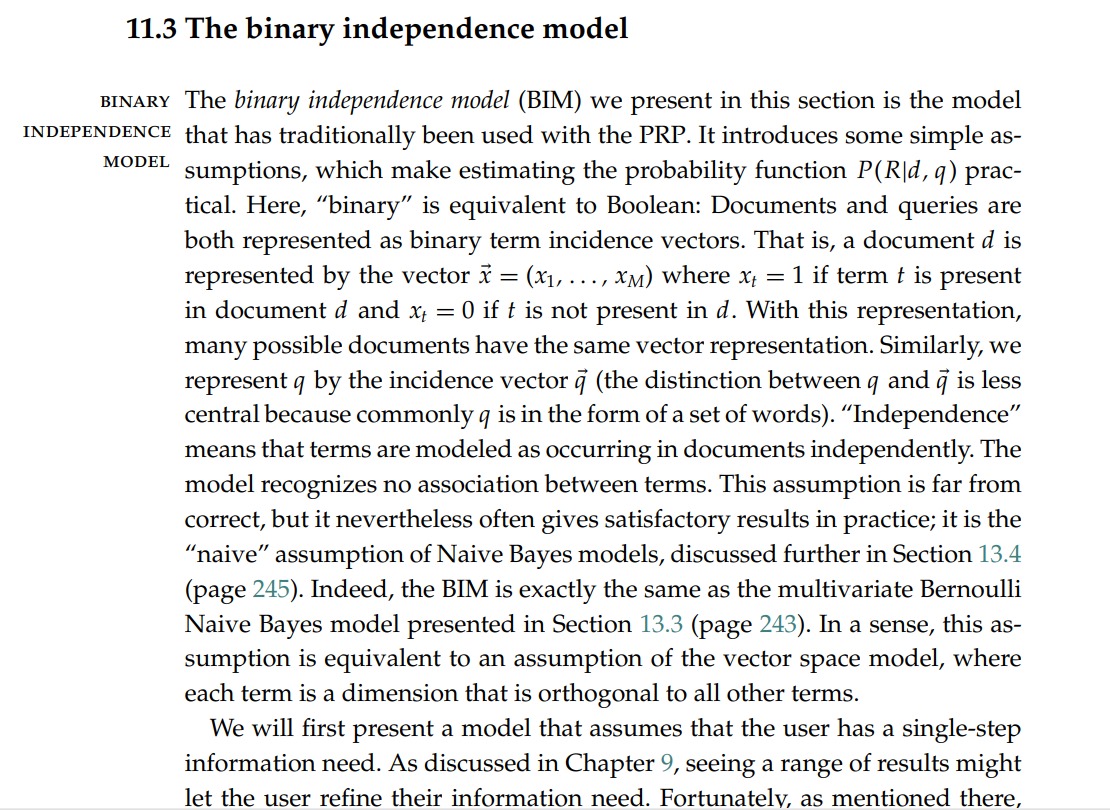 11.3 The binary independence model
BINARY
INDEPENDENCE
MODEL
The binary independence model (BIM) we present in this section is the model
that has traditionally been used with the PRP. It introduces some simple as-
sumptions, which make estimating the probability function P(R|d, q) prac-
tical. Here, “binary” is equivalent to Boolean: Documents and queries are
both represented as binary term incidence vectors. That is, a document d is
represented by the vector x⃗ = (x₁, . . . , x_M) where x_t = 1 if term t is present
in document d and x_t = 0 if t is not present in d. With this representation,
many possible documents have the same vector representation. Similarly, we
represent q by the incidence vector q⃗ (the distinction between q and q⃗ is less
central because commonly q is in the form of a set of words). “Independence”
means that terms are modeled as occurring in documents independently. The
model recognizes no association between terms. This assumption is far from
correct, but it nevertheless often gives satisfactory results in practice; it is the
“naive” assumption of Naive Bayes models, discussed further in Section 13.4
(page 245). Indeed, the BIM is exactly the same as the multivariate Bernoulli
Naive Bayes model presented in Section 13.3 (page 243). In a sense, this as-
sumption is equivalent to an assumption of the vector space model, where
each term is a dimension that is orthogonal to all other terms.
We will first present a model that assumes that the user has a single-step
information need. As discussed in Chapter 9, seeing a range of results might
let the user refine their information need. Fortunately, as mentioned there,